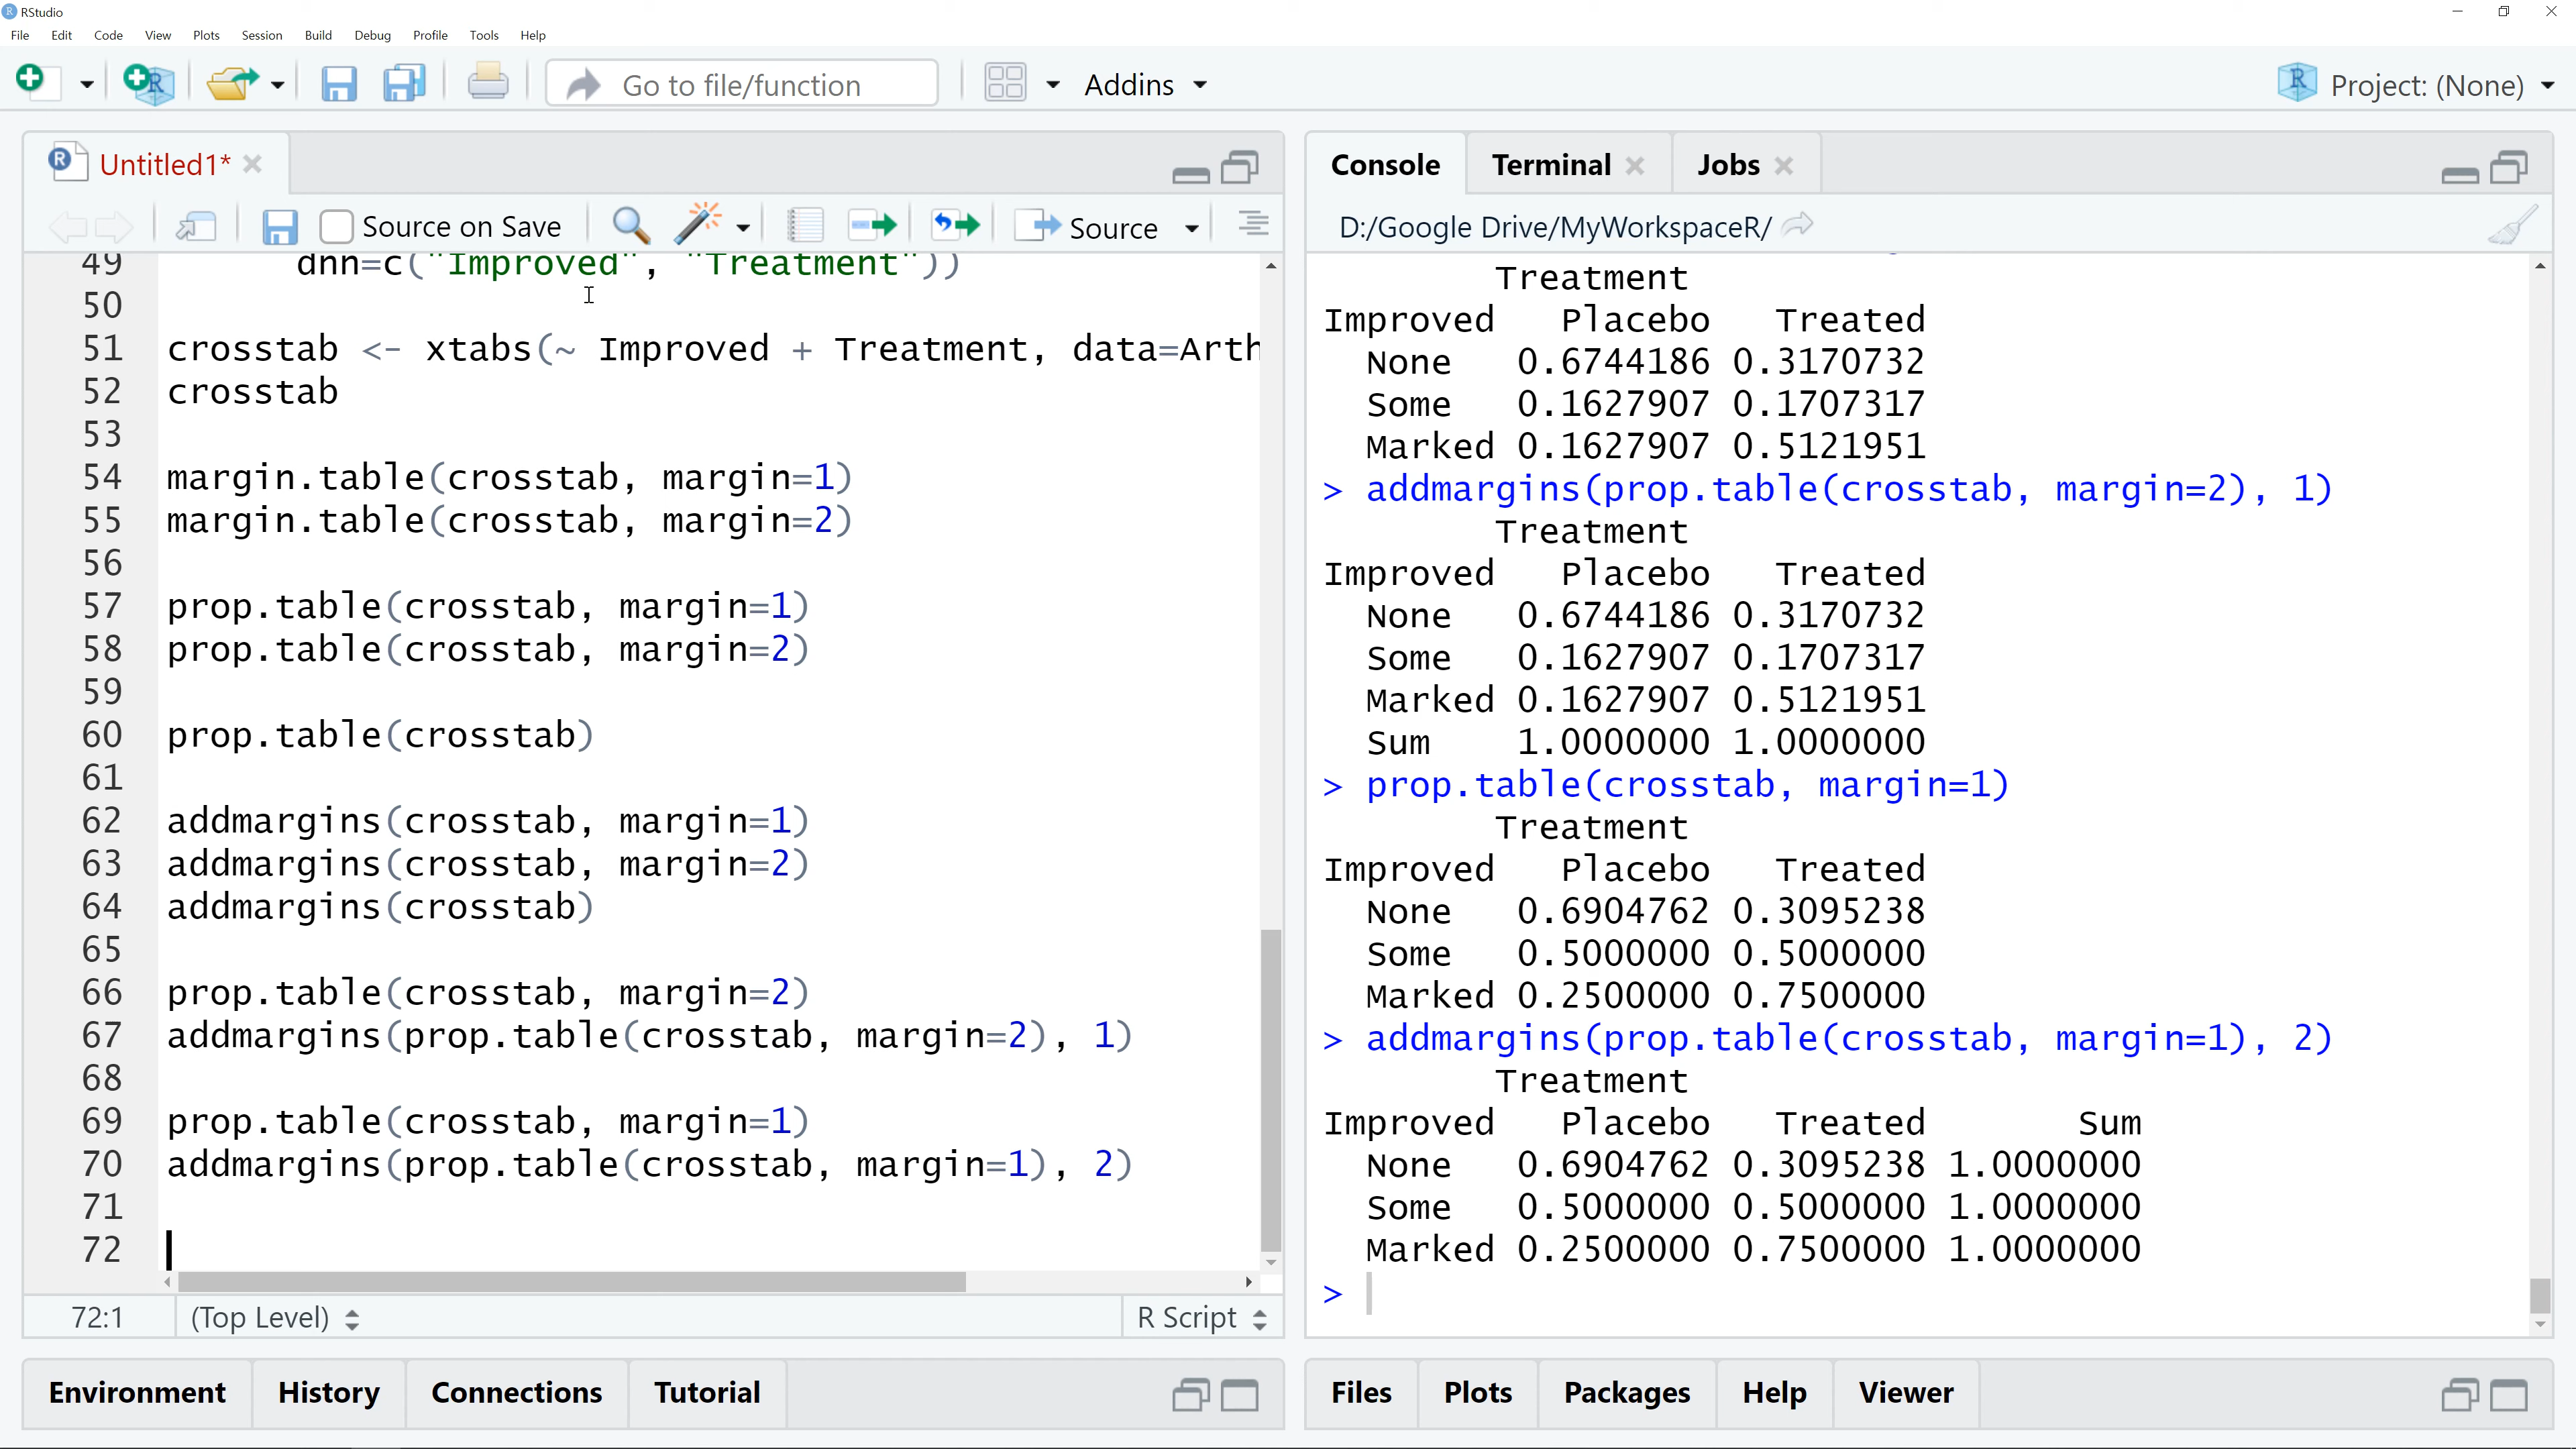 RStudio
File Edit Code View Plots Session Build Debug Profile Tools Help
Go to file/function Addins Project: (None)
Untitled1*
Source on Save Source
49 dnn=c("Improved", "Treatment"))
50
51 crosstab <- xtabs(~ Improved + Treatment, data=Arth
52 crosstab
53
54 margin.table(crosstab, margin=1)
55 margin.table(crosstab, margin=2)
56
57 prop.table(crosstab, margin=1)
58 prop.table(crosstab, margin=2)
59
60 prop.table(crosstab)
61
62 addmargins(crosstab, margin=1)
63 addmargins(crosstab, margin=2)
64 addmargins(crosstab)
65
66 prop.table(crosstab, margin=2)
67 addmargins(prop.table(crosstab, margin=2), 1)
68
69 prop.table(crosstab, margin=1)
70 addmargins(prop.table(crosstab, margin=1), 2)
71
72
72:1 (Top Level) R Script
Environment History Connections Tutorial
Console Terminal Jobs
D:/Google Drive/MyWorkspaceR/
Treatment
Improved Placebo Treated
None 0.6744186 0.3170732
Some 0.1627907 0.1707317
Marked 0.1627907 0.5121951
> addmargins(prop.table(crosstab, margin=2), 1)
Treatment
Improved Placebo Treated
None 0.6744186 0.3170732
Some 0.1627907 0.1707317
Marked 0.1627907 0.5121951
Sum 1.0000000 1.0000000
> prop.table(crosstab, margin=1)
Treatment
Improved Placebo Treated
None 0.6904762 0.3095238
Some 0.5000000 0.5000000
Marked 0.2500000 0.7500000
> addmargins(prop.table(crosstab, margin=1), 2)
Treatment
Improved Placebo Treated Sum
None 0.6904762 0.3095238 1.0000000
Some 0.5000000 0.5000000 1.0000000
Marked 0.2500000 0.7500000 1.0000000
>
Files Plots Packages Help Viewer